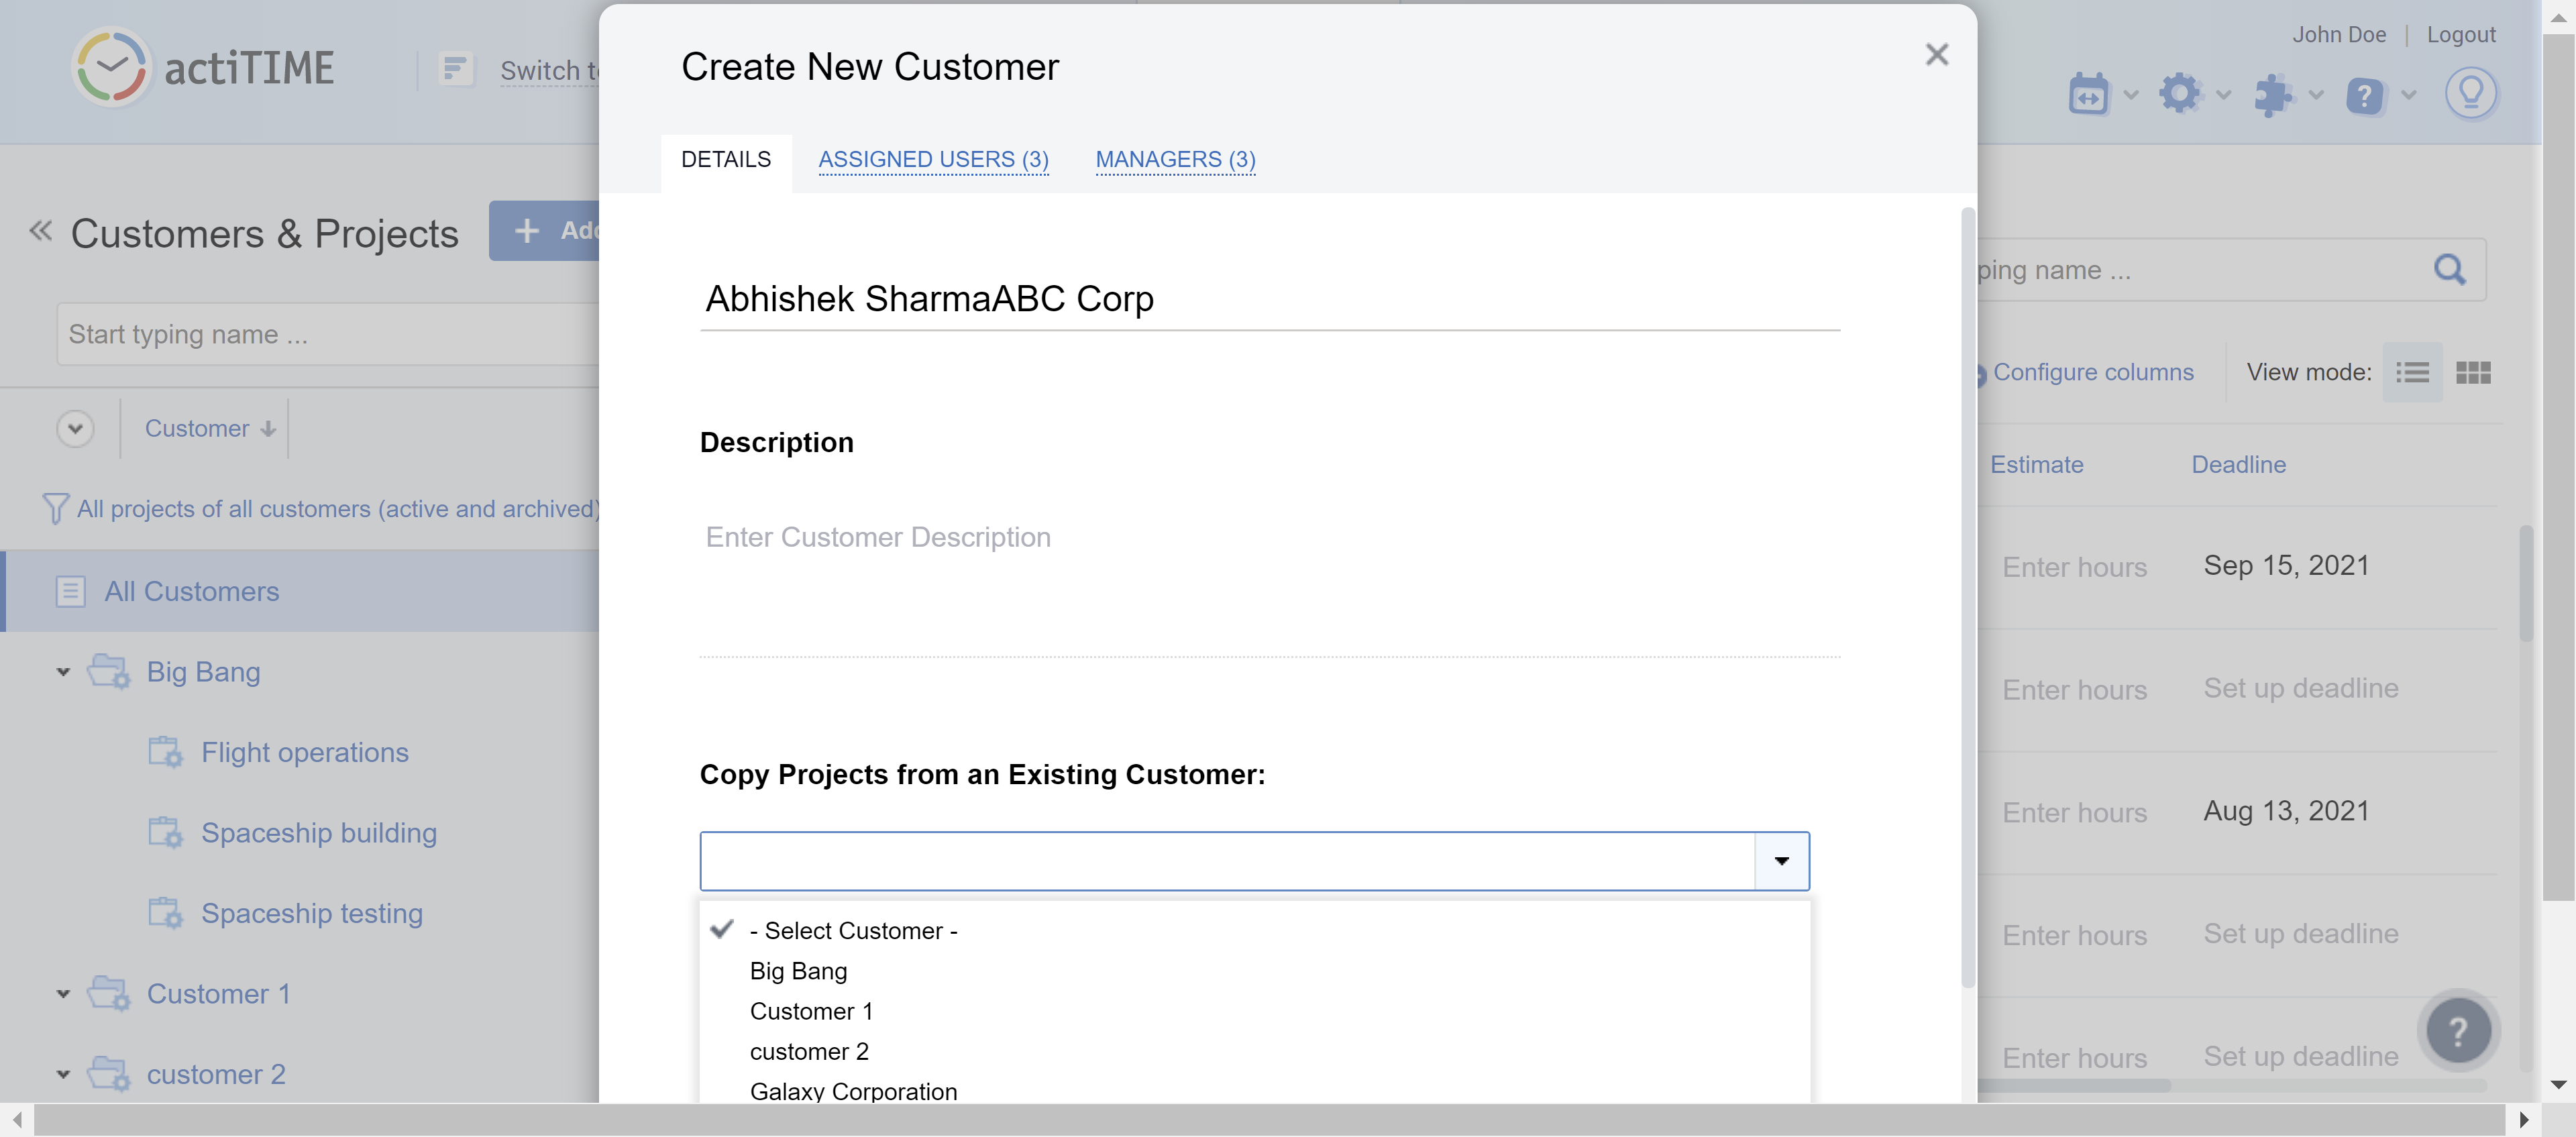 actiTIME
Switch t
John Doe
Logout
Create New Customer
DETAILS
ASSIGNED USERS (3)
MANAGERS (3)
Customers & Projects
Add
Abhishek SharmaABC Corp
ping name ...
Start typing name ...
Configure columns
View mode:
Customer
Description
Estimate
Deadline
All projects of all customers (active and archived)
Enter Customer Description
All Customers
Enter hours
Sep 15, 2021
Big Bang
Enter hours
Set up deadline
Flight operations
Copy Projects from an Existing Customer:
Enter hours
Aug 13, 2021
Spaceship building
Spaceship testing
- Select Customer -
Enter hours
Set up deadline
Big Bang
Customer 1
Customer 1
customer 2
customer 2
Enter hours
Set up deadline
Galaxy Corporation